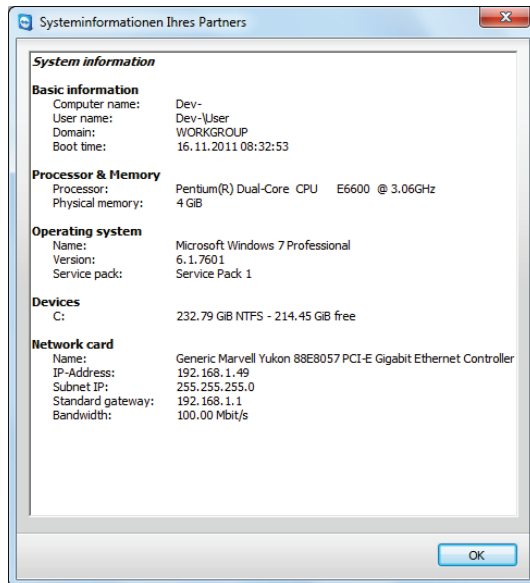 Systeminformationen Ihres Partners
System information
Basic information
Computer name: Dev-
User name: Dev-\User
Domain: WORKGROUP
Boot time: 16.11.2011 08:32:53
Processor & Memory
Processor: Pentium(R) Dual-Core CPU E6600 @ 3.06GHz
Physical memory: 4 GiB
Operating system
Name: Microsoft Windows 7 Professional
Version: 6.1.7601
Service pack: Service Pack 1
Devices
C: 232.79 GiB NTFS - 214.45 GiB free
Network card
Name: Generic Marvell Yukon 88E8057 PCI-E Gigabit Ethernet Controller
IP-Address: 192.168.1.49
Subnet IP: 255.255.255.0
Standard gateway: 192.168.1.1
Bandwidth: 100.00 Mbit/s
OK